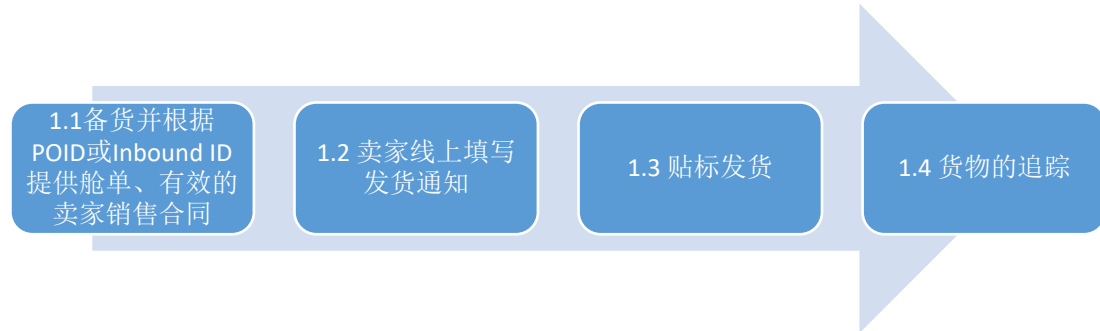 1.1备货并根据
POID或Inbound ID
提供舱单、有效的
卖家销售合同
1.2 卖家线上填写
发货通知
1.3 贴标发货
1.4 货物的追踪